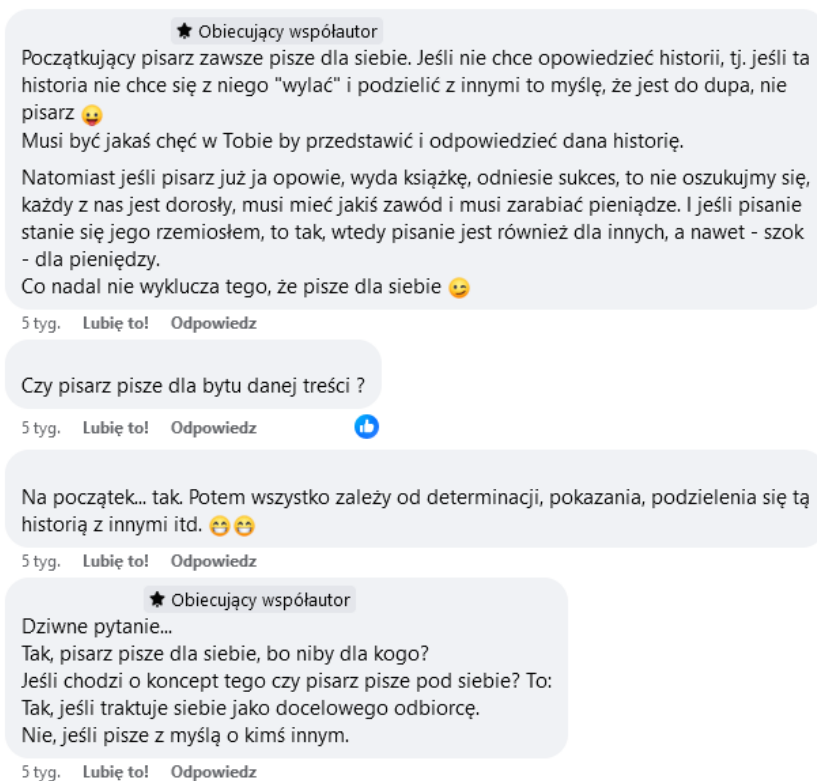 Obiecujący współautor
Początkujący pisarz zawsze pisze dla siebie. Jeśli nie chce opowiedzieć historii, tj. jeśli ta
historia nie chce się z niego "wylać" i podzielić z innymi to myślę, że jest do dupa, nie
pisarz 😛
Musi być jakaś chęć w Tobie by przedstawić i odpowiedzieć dana historię.
Natomiast jeśli pisarz już ja opowie, wyda książkę, odniesie sukces, to nie oszukujmy się,
każdy z nas jest dorosły, musi mieć jakiś zawód i musi zarabiać pieniądze. I jeśli pisanie
stanie się jego rzemiosłem, to tak, wtedy pisanie jest również dla innych, a nawet - szok
- dla pieniędzy.
Co nadal nie wyklucza tego, że pisze dla siebie 😉
5 tyg. Lubię to! Odpowiedz
Czy pisarz pisze dla bytu danej treści ?
5 tyg. Lubię to! Odpowiedz
Na początek... tak. Potem wszystko zależy od determinacji, pokazania, podzielenia się tą
historią z innymi itd. 😁😁
5 tyg. Lubię to! Odpowiedz
Obiecujący współautor
Dziwne pytanie...
Tak, pisarz pisze dla siebie, bo niby dla kogo?
Jeśli chodzi o koncept tego czy pisarz pisze pod siebie? To:
Tak, jeśli traktuje siebie jako docelowego odbiorcę.
Nie, jeśli pisze z myślą o kimś innym.
5 tyg. Lubię to! Odpowiedz